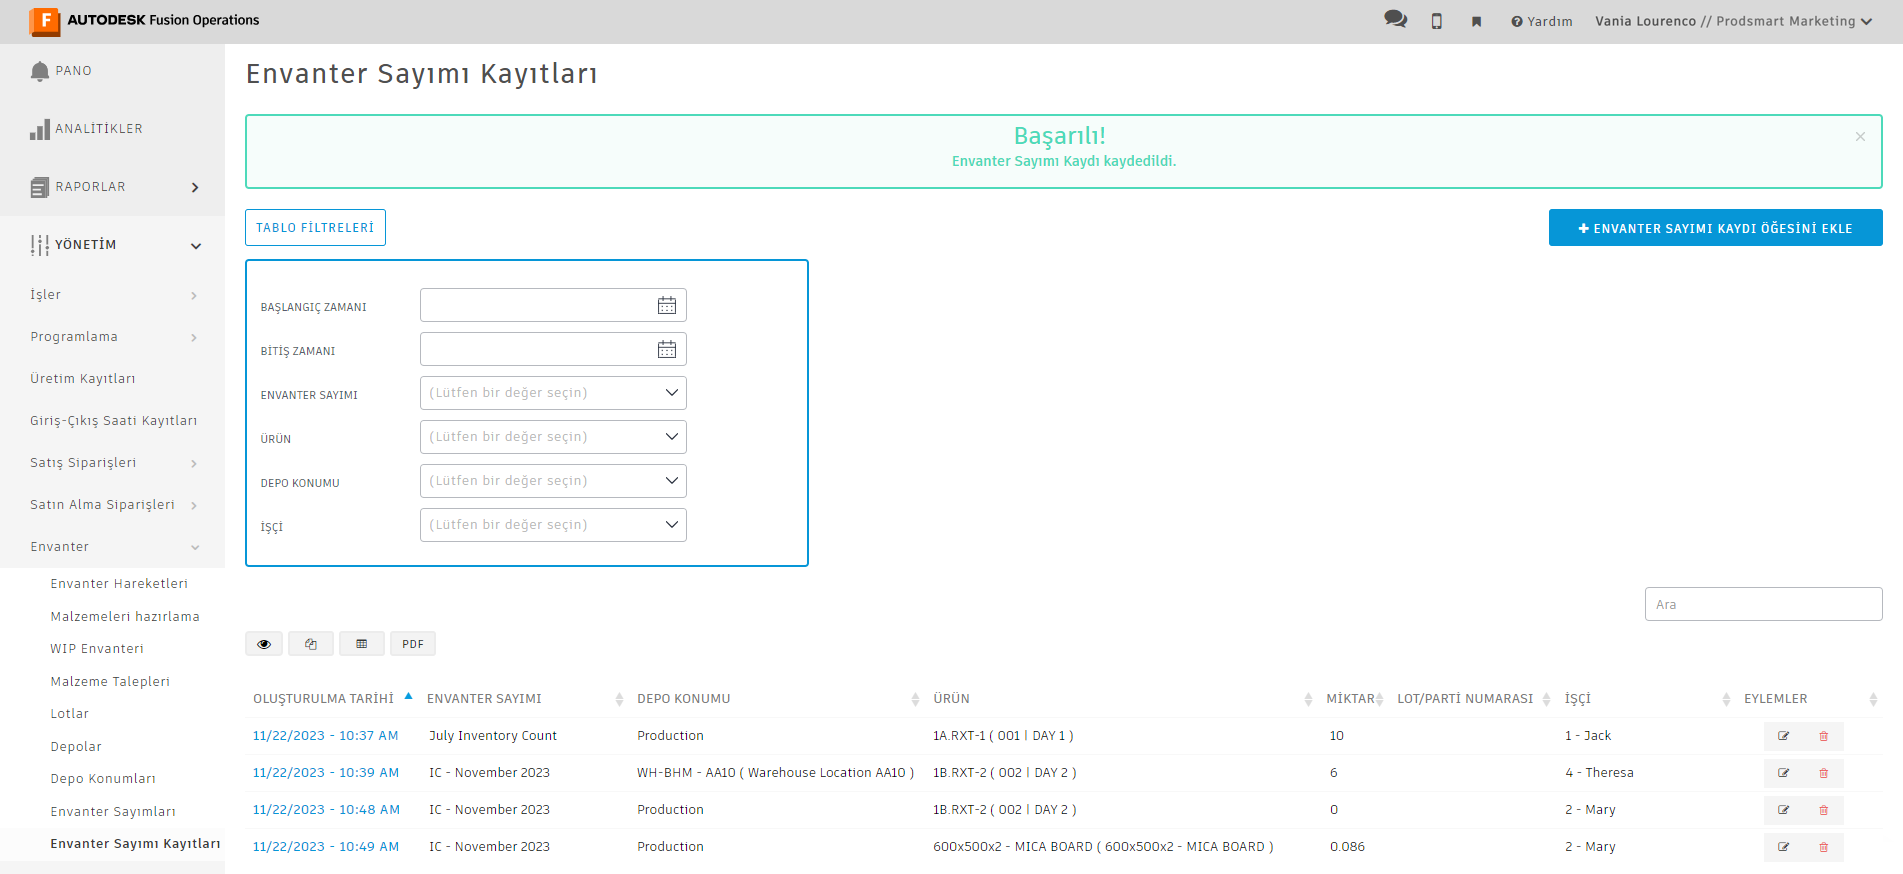 F AUTODESK Fusion Operations
Yardım
Vania Lourenco // Prodsmart Marketing
PANO
ANALİTİKLER
RAPORLAR
YÖNETİM
İşler
Programlama
Üretim Kayıtları
Giriş-Çıkış Saati Kayıtları
Satış Siparişleri
Satın Alma Siparişleri
Envanter
Envanter Hareketleri
Malzemeleri hazırlama
WIP Envanteri
Malzeme Talepleri
Lotlar
Depolar
Depo Konumları
Envanter Sayımları
Envanter Sayımı Kayıtları
Envanter Sayımı Kayıtları
Başarılı!
×
Envanter Sayımı Kaydı kaydedildi.
TABLO FİLTRELERİ
+ ENVANTER SAYIMI KAYDI ÖĞESİNİ EKLE
BAŞLANGIÇ ZAMANI
BİTİŞ ZAMANI
ENVANTER SAYIMI (Lütfen bir değer seçin)
ÜRÜN (Lütfen bir değer seçin)
DEPO KONUMU (Lütfen bir değer seçin)
İŞÇİ (Lütfen bir değer seçin)
Ara
PDF
OLUŞTURULMA TARİHİ ENVANTER SAYIMI DEPO KONUMU ÜRÜN MİKTAR LOT/PARTİ NUMARASI İŞÇİ EYLEMLER
11/22/2023 - 10:37 AM July Inventory Count Production 1A.RXT-1 ( 001 | DAY 1 ) 10 1 - Jack
11/22/2023 - 10:39 AM IC - November 2023 WH-BHM - AA10 ( Warehouse Location AA10 ) 1B.RXT-2 ( 002 | DAY 2 ) 6 4 - Theresa
11/22/2023 - 10:48 AM IC - November 2023 Production 1B.RXT-2 ( 002 | DAY 2 ) 0 2 - Mary
11/22/2023 - 10:49 AM IC - November 2023 Production 600x500x2 - MICA BOARD ( 600x500x2 - MICA BOARD ) 0.086 2 - Mary